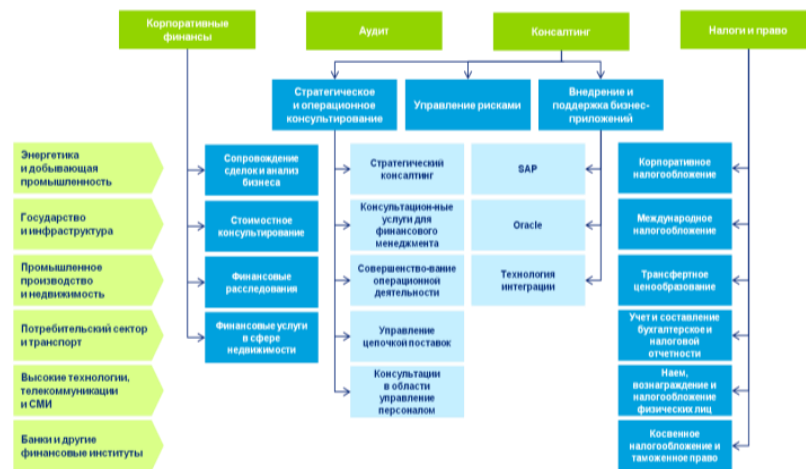 Корпоративные
финансы
Аудит
Консалтинг
Налоги и право
Стратегическое
и операционное
консультирование
Управление рисками
Внедрение и
поддержка бизнес-
приложений
Энергетика
и добывающая
промышленность
Государство
и инфраструктура
Промышленное
производство
и недвижимость
Потребительский сектор
и транспорт
Высокие технологии,
телекоммуникации
и СМИ
Банки и другие
финансовые институты
Сопровождение
сделок и анализ
бизнеса
Стоимостное
консультирование
Финансовые
расследования
Финансовые услуги
в сфере
недвижимости
Стратегический
консалтинг
Консультацион-ные
услуги для
финансового
менеджмента
Совершенство-вание
операционной
деятельности
Управление
цепочкой поставок
Консультации
в области
управление
персоналом
SAP
Oracle
Технология
интеграции
Корпоративное
налогообложение
Международное
налогообложение
Трансфертное
ценообразование
Учет и составление
бухгалтерское и
налоговой
отчетности
Наем,
вознаграждение и
налогообложение
физических лиц
Косвенное
налогообложение и
таможенное право